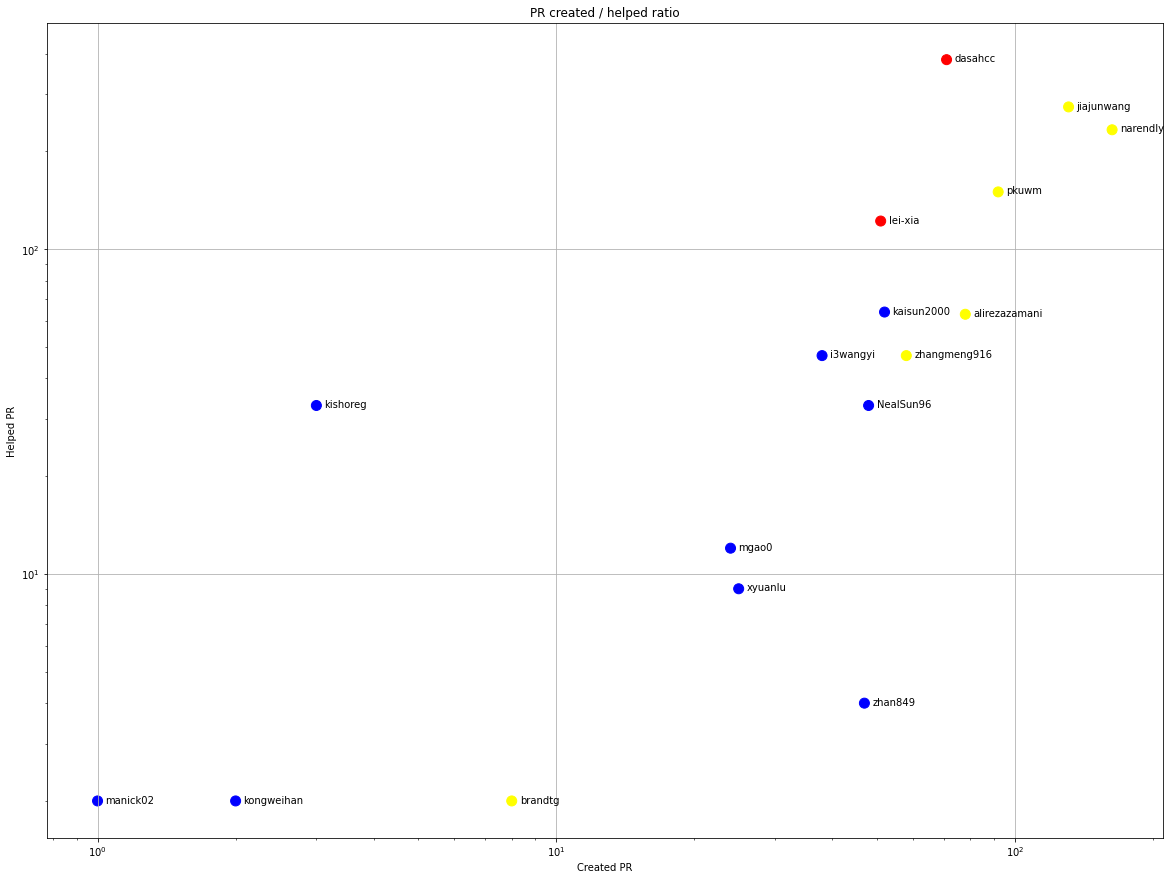 PR created / helped ratio
dasahcc
jiajunwang
narendly
pkuwm
lei-xia
10²
kaisun2000
alirezazamani
i3wangyi
zhangmeng916
kishoreg
NealSun96
Helped PR
mgao0
10¹
xyuanlu
zhan849
manick02
kongweihan
brandtg
10⁰
10¹
10²
Created PR